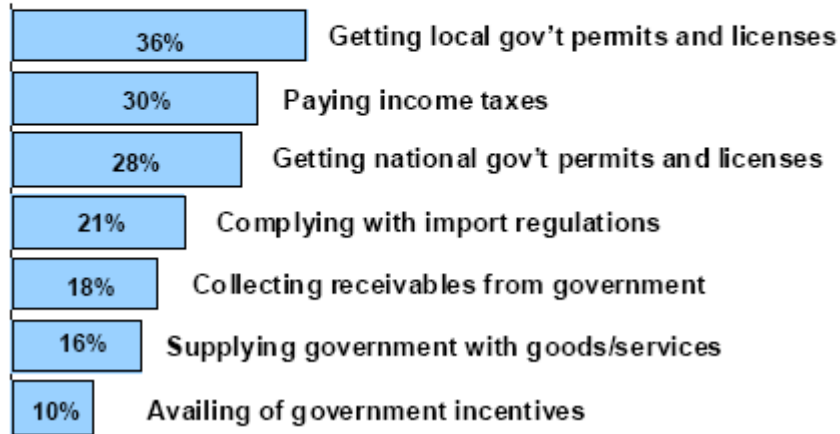 36% Getting local gov't permits and licenses
30% Paying income taxes
28% Getting national gov't permits and licenses
21% Complying with import regulations
18% Collecting receivables from government
16% Supplying government with goods/services
10% Availing of government incentives